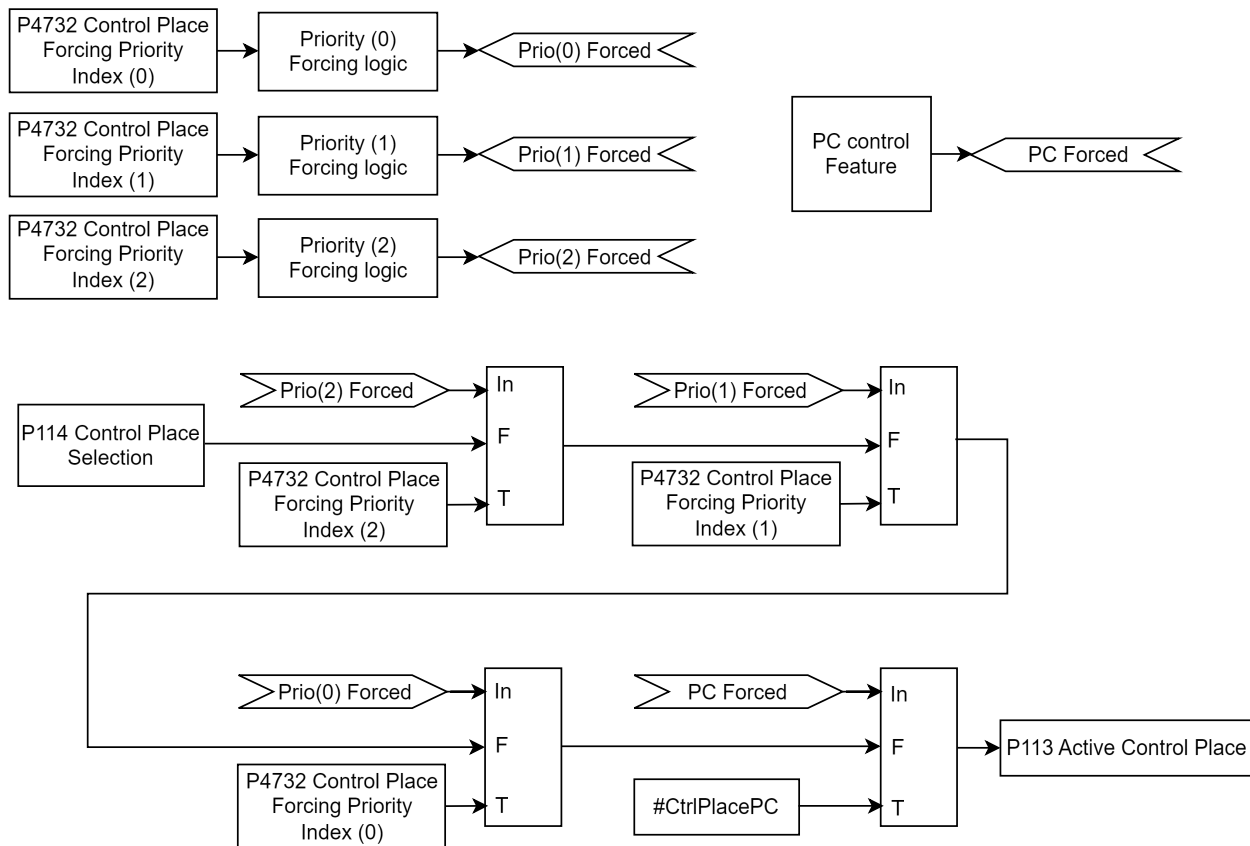 P4732 Control Place
Forcing Priority
Index (0)
Priority (0)
Forcing logic
Prio(0) Forced
P4732 Control Place
Forcing Priority
Index (1)
Priority (1)
Forcing logic
Prio(1) Forced
PC control
Feature
PC Forced
P4732 Control Place
Forcing Priority
Index (2)
Priority (2)
Forcing logic
Prio(2) Forced
P114 Control Place
Selection
Prio(2) Forced
P4732 Control Place
Forcing Priority
Index (2)
In
F
T
Prio(1) Forced
P4732 Control Place
Forcing Priority
Index (1)
In
F
T
Prio(0) Forced
P4732 Control Place
Forcing Priority
Index (0)
In
F
T
PC Forced
#CtrlPlacePC
In
F
T
P113 Active Control Place